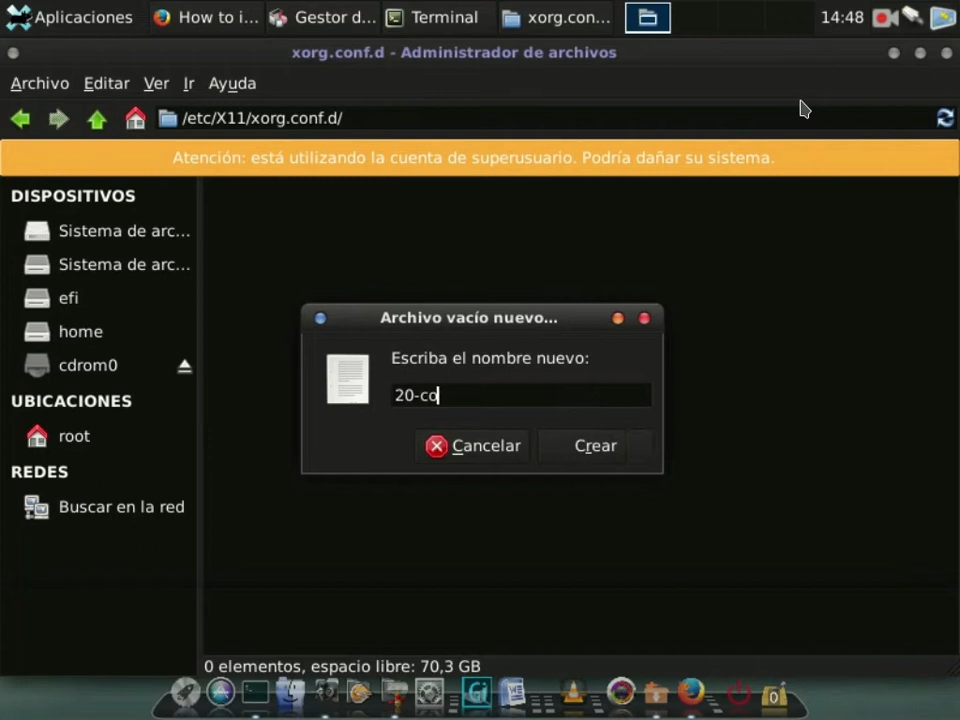 Aplicaciones How to i... Gestor d... Terminal xorg.con... 14:48
xorg.conf.d - Administrador de archivos
Archivo Editar Ver Ir Ayuda
/etc/X11/xorg.conf.d/
Atención: está utilizando la cuenta de superusuario. Podría dañar su sistema.
DISPOSITIVOS
Sistema de arc...
Sistema de arc...
efi
home
cdrom0
UBICACIONES
root
REDES
Buscar en la red
Archivo vacío nuevo...
Escriba el nombre nuevo:
20-co
Cancelar Crear
0 elementos, espacio libre: 70,3 GB
Gi
0